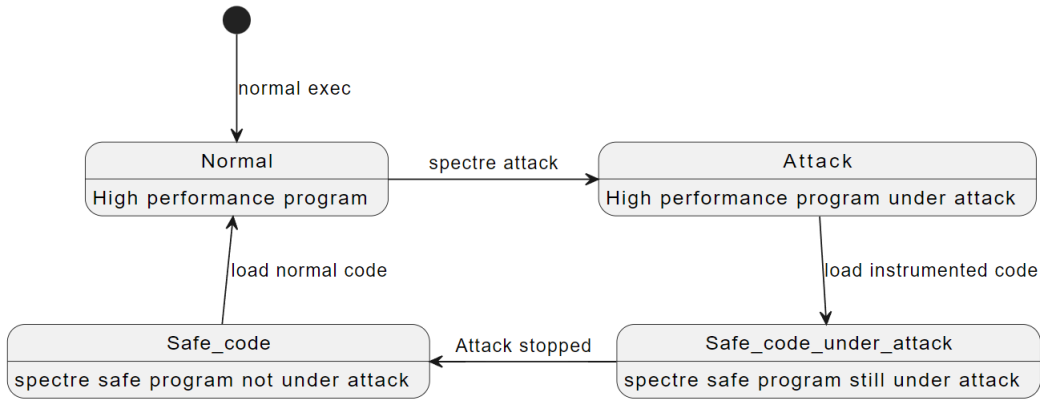 normal exec
Normal
High performance program
spectre attack
Attack
High performance program under attack
load normal code
load instrumented code
Safe_code
spectre safe program not under attack
Attack stopped
Safe_code_under_attack
spectre safe program still under attack